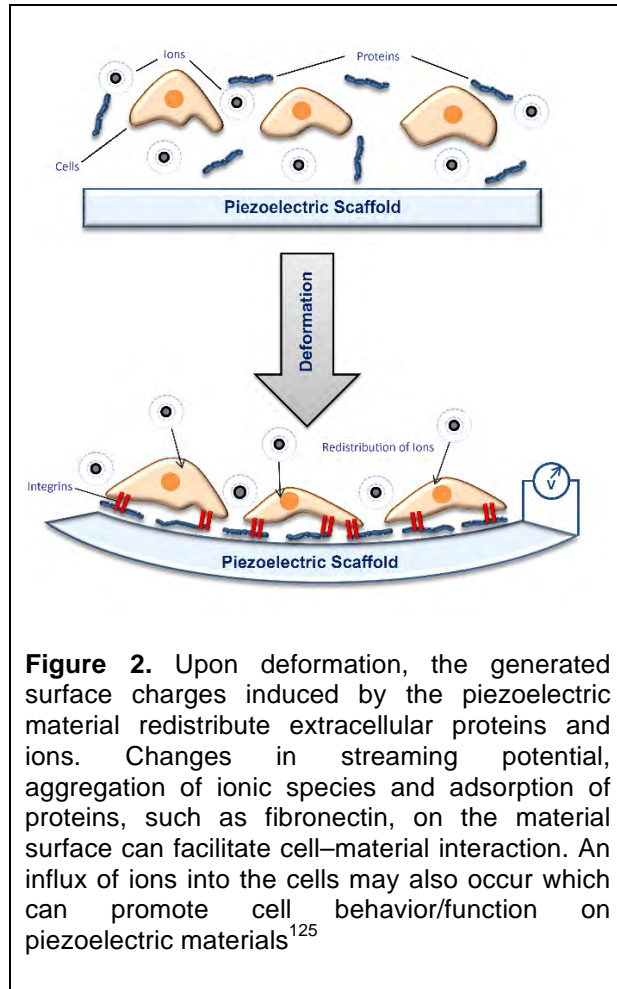 Ions
Proteins
Cells
Piezoelectric Scaffold
Deformation
Redistribution of Ions
Integrins
V
Piezoelectric Scaffold
Figure 2. Upon deformation, the generated
surface charges induced by the piezoelectric
material redistribute extracellular proteins and
ions. Changes in streaming potential,
aggregation of ionic species and adsorption of
proteins, such as fibronectin, on the material
surface can facilitate cell–material interaction. An
influx of ions into the cells may also occur which
can promote cell behavior/function on
piezoelectric materials125